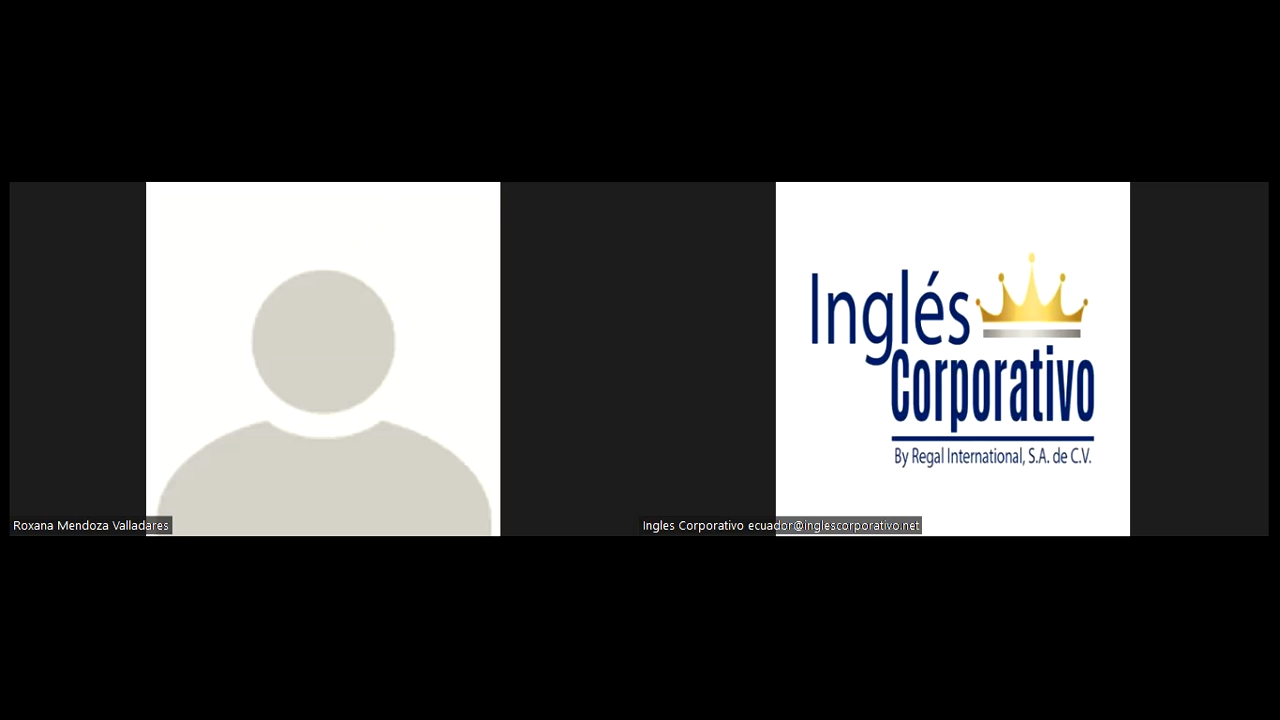 Inglés
Corporativo
By Regal International, S.A. de C.V.
Roxana Mendoza Valladares
Ingles Corporativo ecuador@inglescorporativo.net